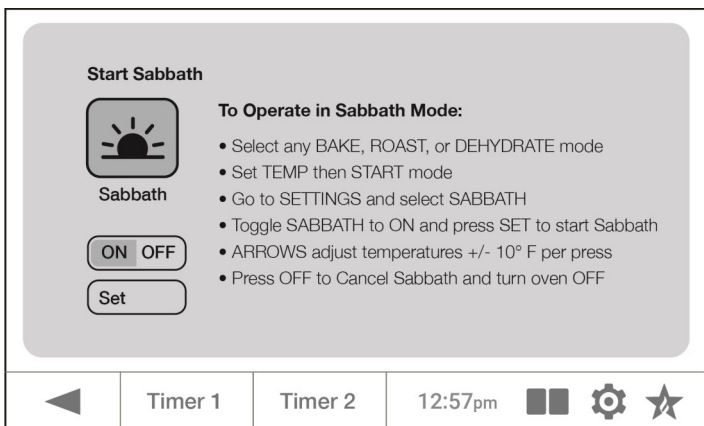 Start Sabbath
Sabbath
ON OFF
Set
To Operate in Sabbath Mode:
• Select any BAKE, ROAST, or DEHYDRATE mode
• Set TEMP then START mode
• Go to SETTINGS and select SABBATH
• Toggle SABBATH to ON and press SET to start Sabbath
• ARROWS adjust temperatures +/- 10° F per press
• Press OFF to Cancel Sabbath and turn oven OFF
Timer 1
Timer 2
12:57pm